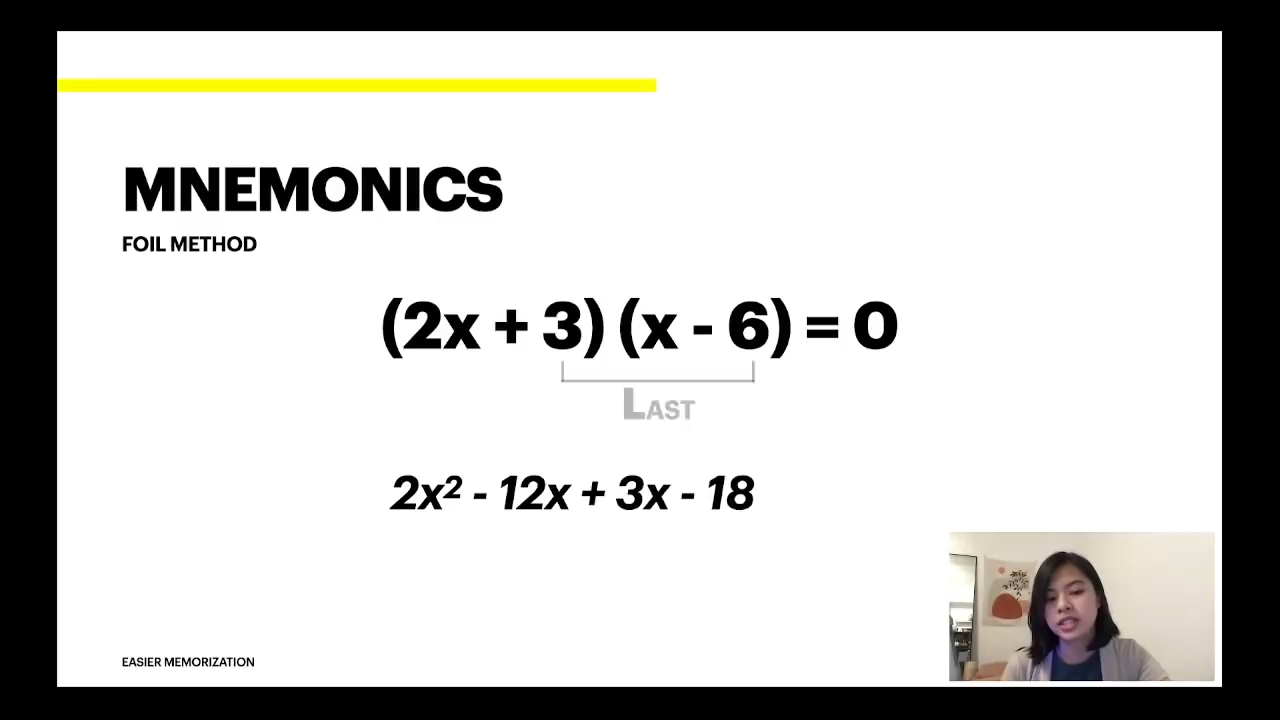 MNEMONICS
FOIL METHOD
(2x + 3) (x - 6) = 0
LAST
2x² - 12x + 3x - 18
EASIER MEMORIZATION